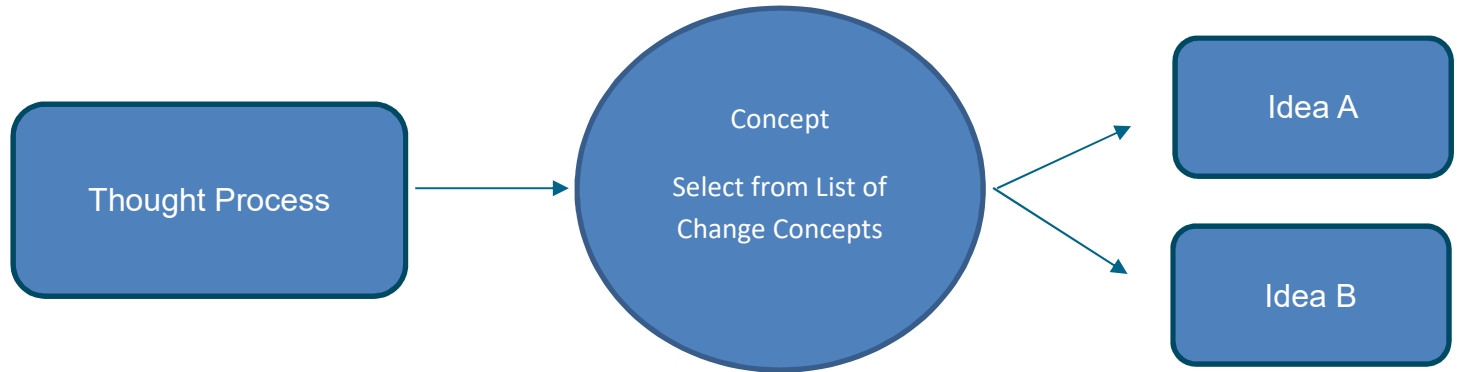 Thought Process
Concept
Select from List of
Change Concepts
Idea A
Idea B